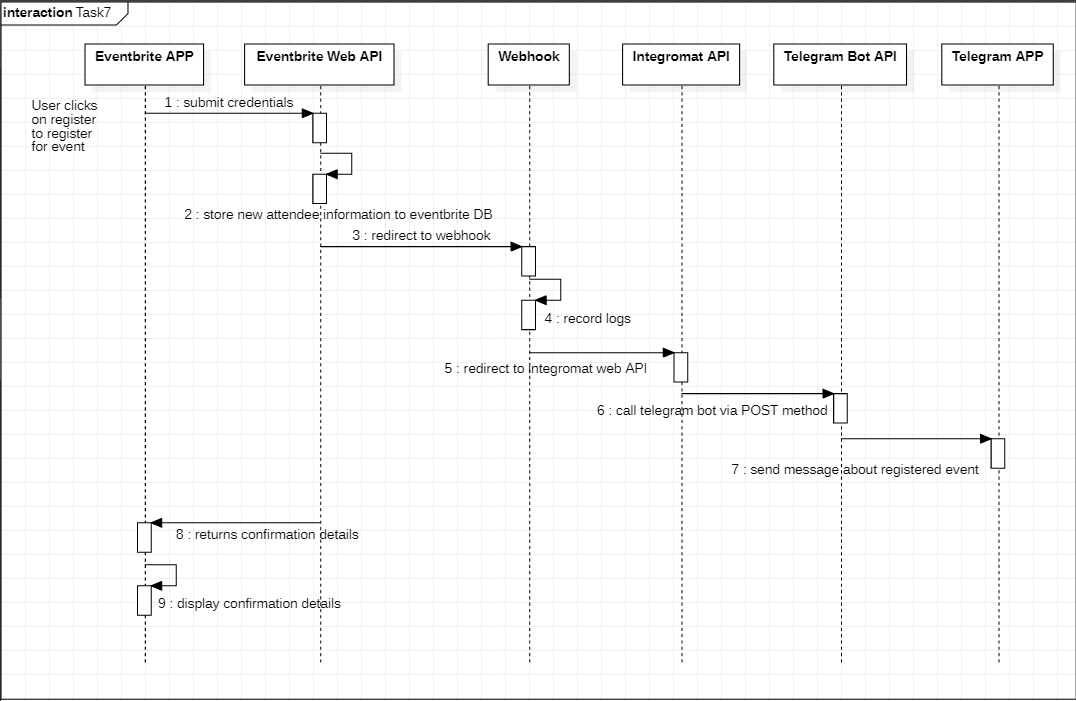 interaction Task7
Eventbrite APP
Eventbrite Web API
Webhook
Integromat API
Telegram Bot API
Telegram APP
User clicks
on register
to register
for event
1 : submit credentials
2 : store new attendee information to eventbrite DB
3 : redirect to webhook
4 : record logs
5 : redirect to Integromat web API
6 : call telegram bot via POST method
7 : send message about registered event
8 : returns confirmation details
9 : display confirmation details